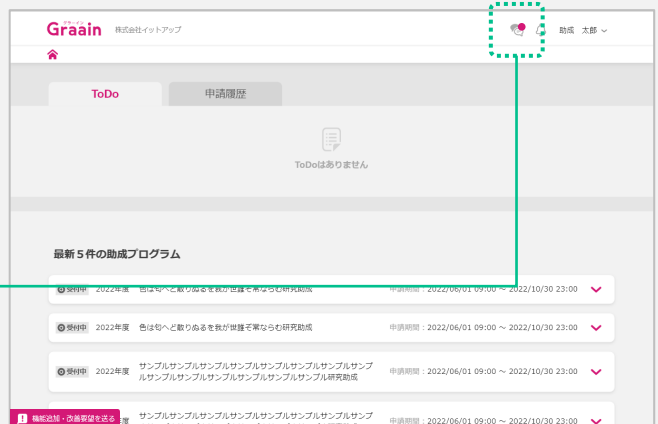 グラーイン
Graain 株式会社イットアップ 助成 太郎
ToDo 申請履歴
ToDoはありません
最新5件の助成プログラム
受付中 2022年度 色は匂へど散りぬるを我が世誰ぞ常ならむ研究助成 申請期間:2022/06/01 09:00 ~ 2022/10/30 23:00
受付中 2022年度 色は匂へど散りぬるを我が世誰ぞ常ならむ研究助成 申請期間:2022/06/01 09:00 ~ 2022/10/30 23:00
サンプルサンプルサンプルサンプルサンプルサンプルサンプルサンプ
受付中 2022年度 申請期間:2022/06/01 09:00 ~ 2022/10/30 23:00
ルサンプルサンプルサンプルサンプルサンプルサンプル研究助成
サンプルサンプルサンプルサンプルサンプルサンプルサンプルサンプ
機能追加・改善要望を送る 度 申請期間:2022/06/01 09:00 ~ 2022/10/30 23:00